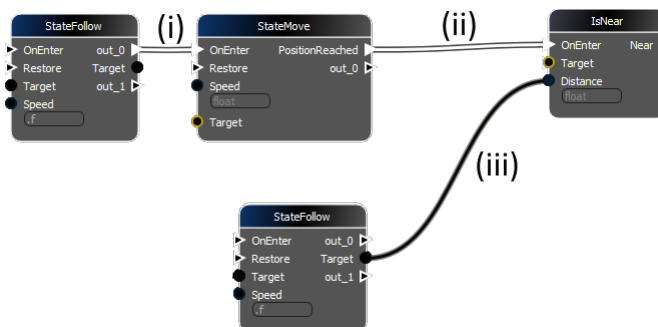 StateFollow
OnEnter out_0
Restore Target
Target out_1
Speed
.f
(i)
StateMove
OnEnter PositionReached
Restore out_0
Speed
float
Target
(ii)
IsNear
OnEnter Near
Target
Distance
float
(iii)
StateFollow
OnEnter out_0
Restore Target
Target out_1
Speed
.f